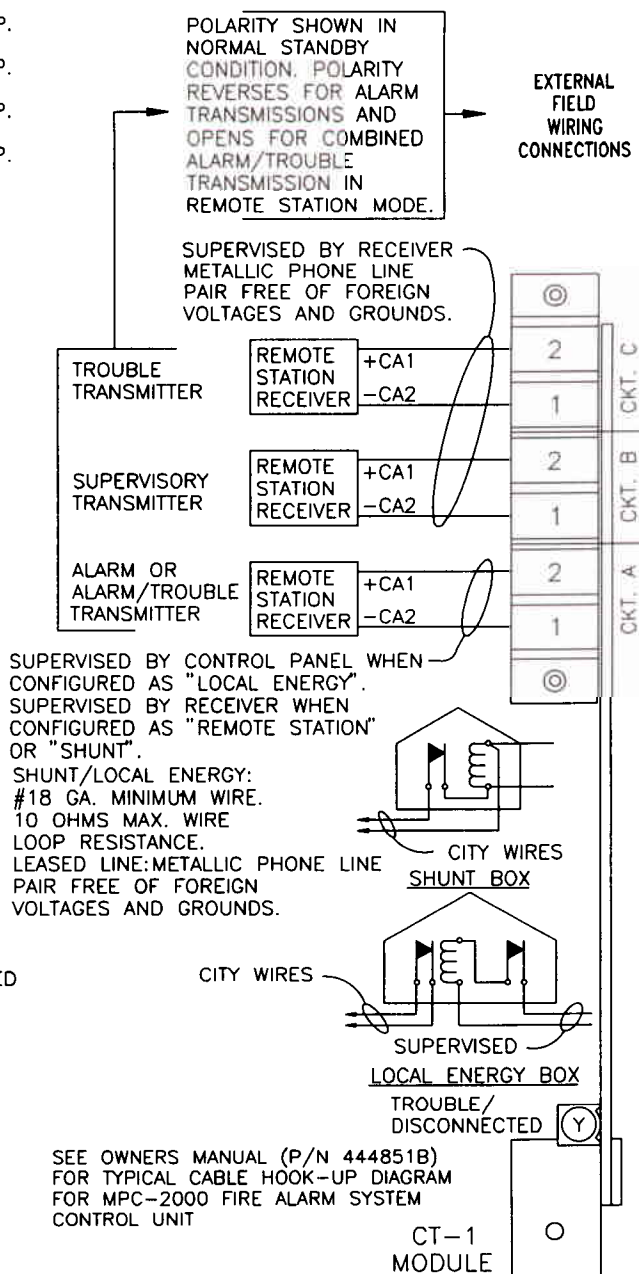 P.
P.
P.
P.
POLARITY SHOWN IN
NORMAL STANDBY
CONDITION. POLARITY
REVERSES FOR ALARM
TRANSMISSIONS AND
OPENS FOR COMBINED
ALARM/TROUBLE
TRANSMISSION IN
REMOTE STATION MODE.
EXTERNAL
FIELD
WIRING
CONNECTIONS
SUPERVISED BY RECEIVER
METALLIC PHONE LINE
PAIR FREE OF FOREIGN
VOLTAGES AND GROUNDS.
TROUBLE
TRANSMITTER
REMOTE
STATION
RECEIVER
+CA1
-CA2
2
1
CKT. C
SUPERVISORY
TRANSMITTER
REMOTE
STATION
RECEIVER
+CA1
-CA2
2
1
CKT. B
ALARM OR
ALARM/TROUBLE
TRANSMITTER
REMOTE
STATION
RECEIVER
+CA1
-CA2
2
1
CKT. A
SUPERVISED BY CONTROL PANEL WHEN
CONFIGURED AS "LOCAL ENERGY".
SUPERVISED BY RECEIVER WHEN
CONFIGURED AS "REMOTE STATION"
OR "SHUNT".
SHUNT/LOCAL ENERGY:
#18 GA. MINIMUM WIRE.
10 OHMS MAX. WIRE
LOOP RESISTANCE.
LEASED LINE: METALLIC PHONE LINE
PAIR FREE OF FOREIGN
VOLTAGES AND GROUNDS.
CITY WIRES
SHUNT BOX
ED
CITY WIRES
SUPERVISED
LOCAL ENERGY BOX
TROUBLE/
DISCONNECTED
Y
SEE OWNERS MANUAL (P/N 444851B)
FOR TYPICAL CABLE HOOK-UP DIAGRAM
FOR MPC-2000 FIRE ALARM SYSTEM
CONTROL UNIT
CT-1
MODULE